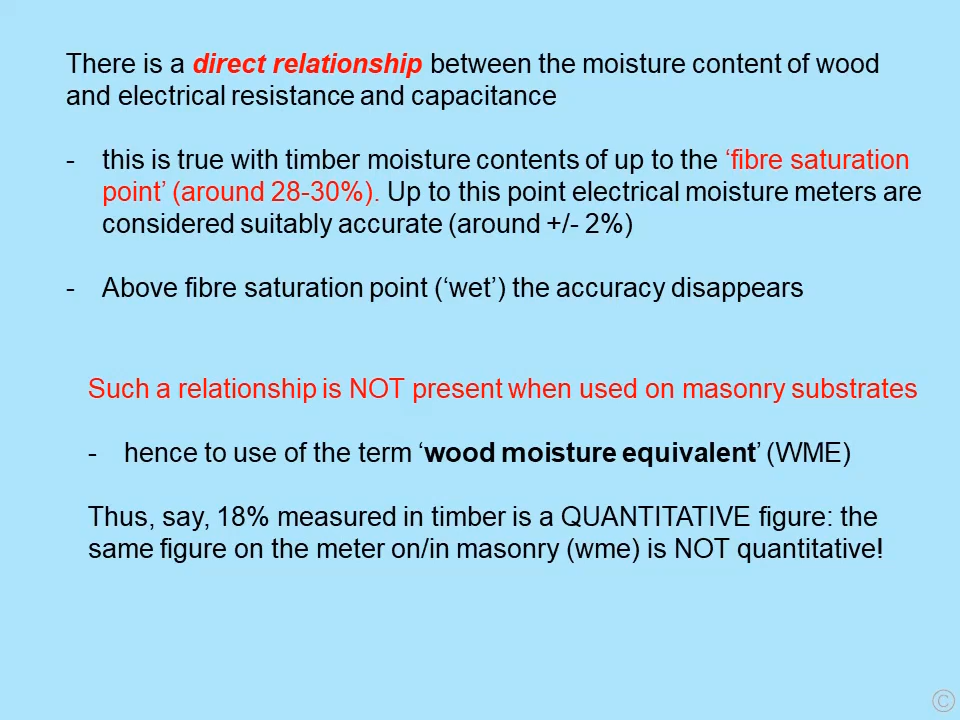 There is a direct relationship between the moisture content of wood
and electrical resistance and capacitance
- this is true with timber moisture contents of up to the ‘fibre saturation
point’ (around 28-30%). Up to this point electrical moisture meters are
considered suitably accurate (around +/- 2%)
- Above fibre saturation point (‘wet’) the accuracy disappears
Such a relationship is NOT present when used on masonry substrates
- hence to use of the term ‘wood moisture equivalent’ (WME)
Thus, say, 18% measured in timber is a QUANTITATIVE figure: the
same figure on the meter on/in masonry (wme) is NOT quantitative!
©